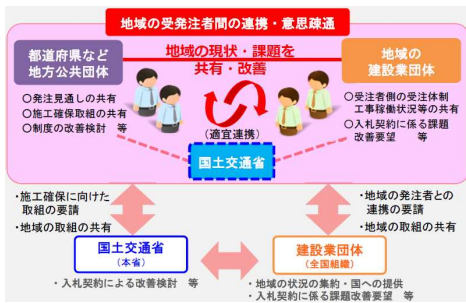 地域の受発注者間の連携・意思疎通
都道府県など
地方公共団体
○発注見通しの共有
○施工確保取組の共有
○制度の改善検討　等
地域の現状・課題を
共有・改善
(適宜連携)
国土交通省
地域の
建設業団体
○受注者側の受注体制
工事稼働状況等の共有
○入札契約に係る課題
改善要望　等
・施工確保に向けた
取組の要請
・地域の取組の共有
・地域の発注者との
連携の要請
・地域の取組の共有
国土交通省
(本省)
・入札契約による改善検討　等
建設業団体
(全国組織)
・地域の状況の集約・国への提供
・入札契約に係る課題改善要望　等